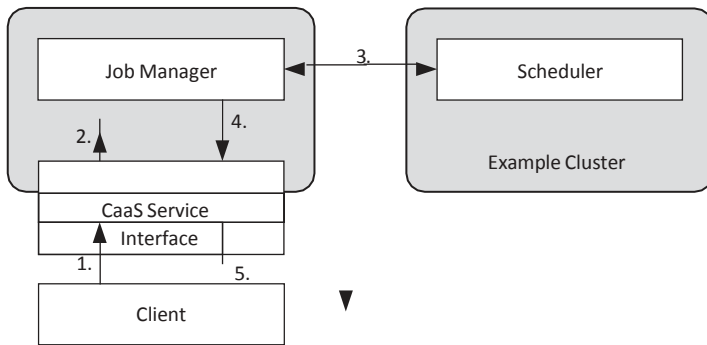 Job Manager
3.
Scheduler
2.
4.
Example Cluster
CaaS Service
Interface
1.
5.
Client